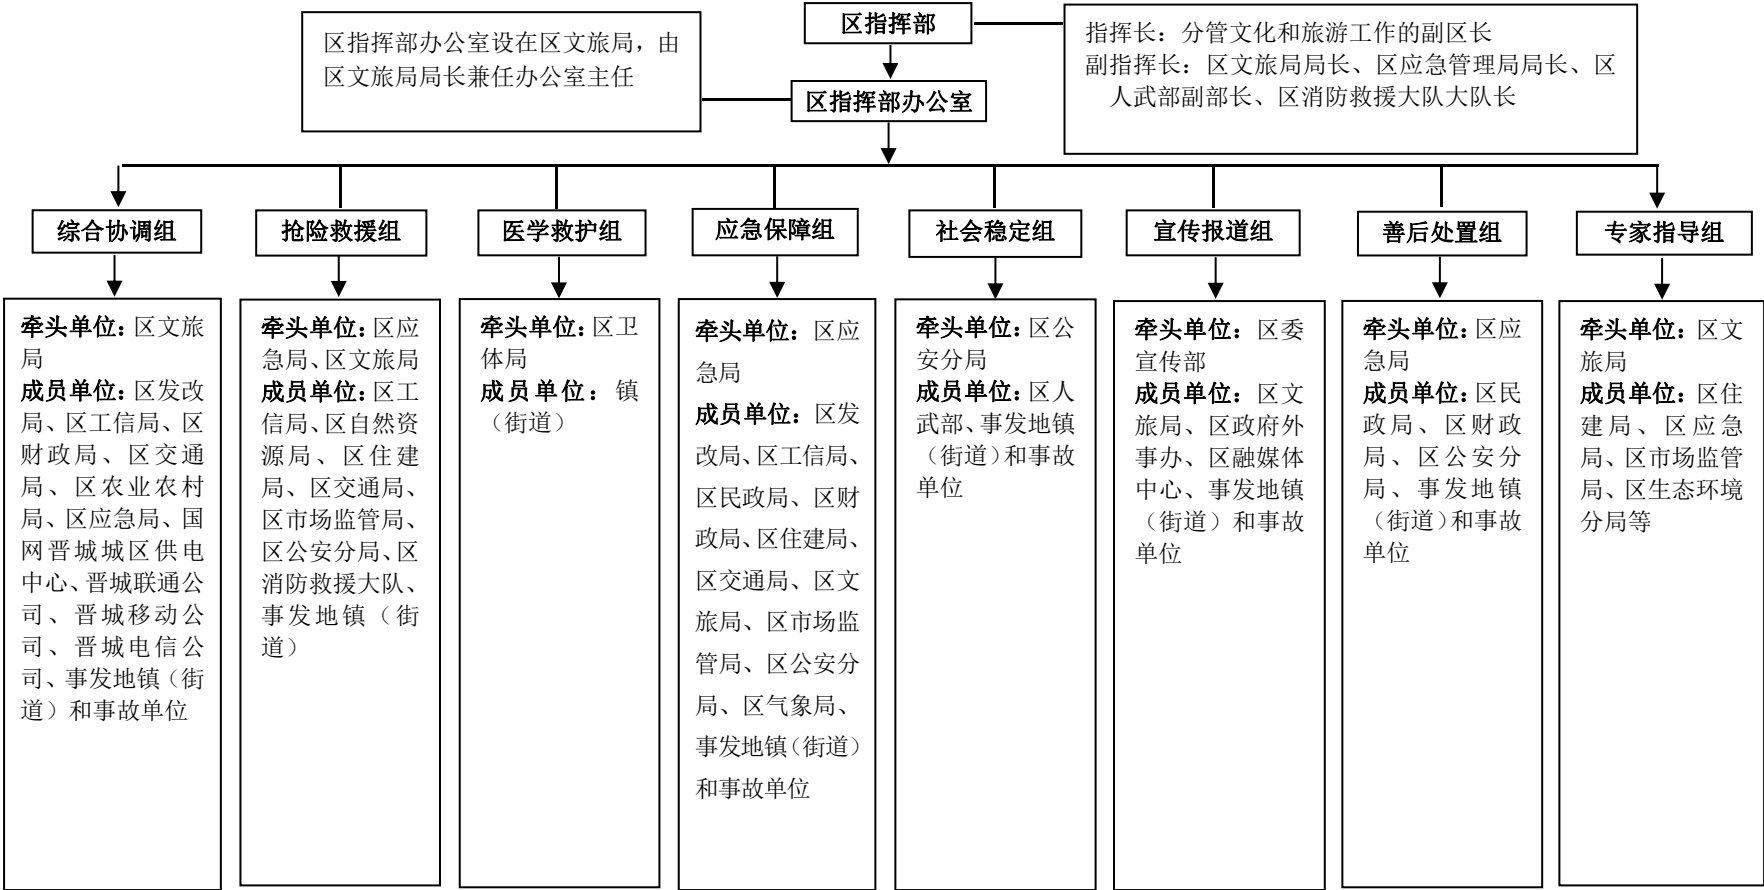 区指挥部
区指挥部办公室设在区文旅局，由
区文旅局局长兼任办公室主任
指挥长：分管文化和旅游工作的副区长
副指挥长：区文旅局局长、区应急管理局局长、区
人武部副部长、区消防救援大队大队长
区指挥部办公室
综合协调组
抢险救援组
医学救护组
应急保障组
社会稳定组
宣传报道组
善后处置组
专家指导组
牵头单位：区文旅
局
成员单位：区发改
局、区工信局、区
财政局、区交通
局、区农业农村
局、区应急局、国
网晋城城区供电
中心、晋城联通公
司、晋城移动公
司、晋城电信公
司、事发地镇（街
道）和事故单位
牵头单位：区应
急局、区文旅局
成员单位：区工
信局、区自然资
源局、区住建
局、区交通局、
区市场监管局、
区公安分局、区
消防救援大队、
事发地镇（街
道）
牵头单位：区卫
体局
成员单位：镇
（街道）
牵头单位：区应
急局
成员单位：区发
改局、区工信局、
区民政局、区财
政局、区住建局、
区交通局、区文
旅局、区市场监
管局、区公安分
局、区气象局、
事发地镇（街道）
和事故单位
牵头单位：区公
安分局
成员单位：区人
武部、事发地镇
（街道）和事故
单位
牵头单位：区委
宣传部
成员单位：区文
旅局、区政府外
事办、区融媒体
中心、事发地镇
（街道）和事故
单位
牵头单位：区应
急局
成员单位：区民
政局、区财政
局、区公安分
局、事发地镇
（街道）和事故
单位
牵头单位：区文
旅局
成员单位：区住
建局、区应急
局、区市场监管
局、区生态环境
分局等